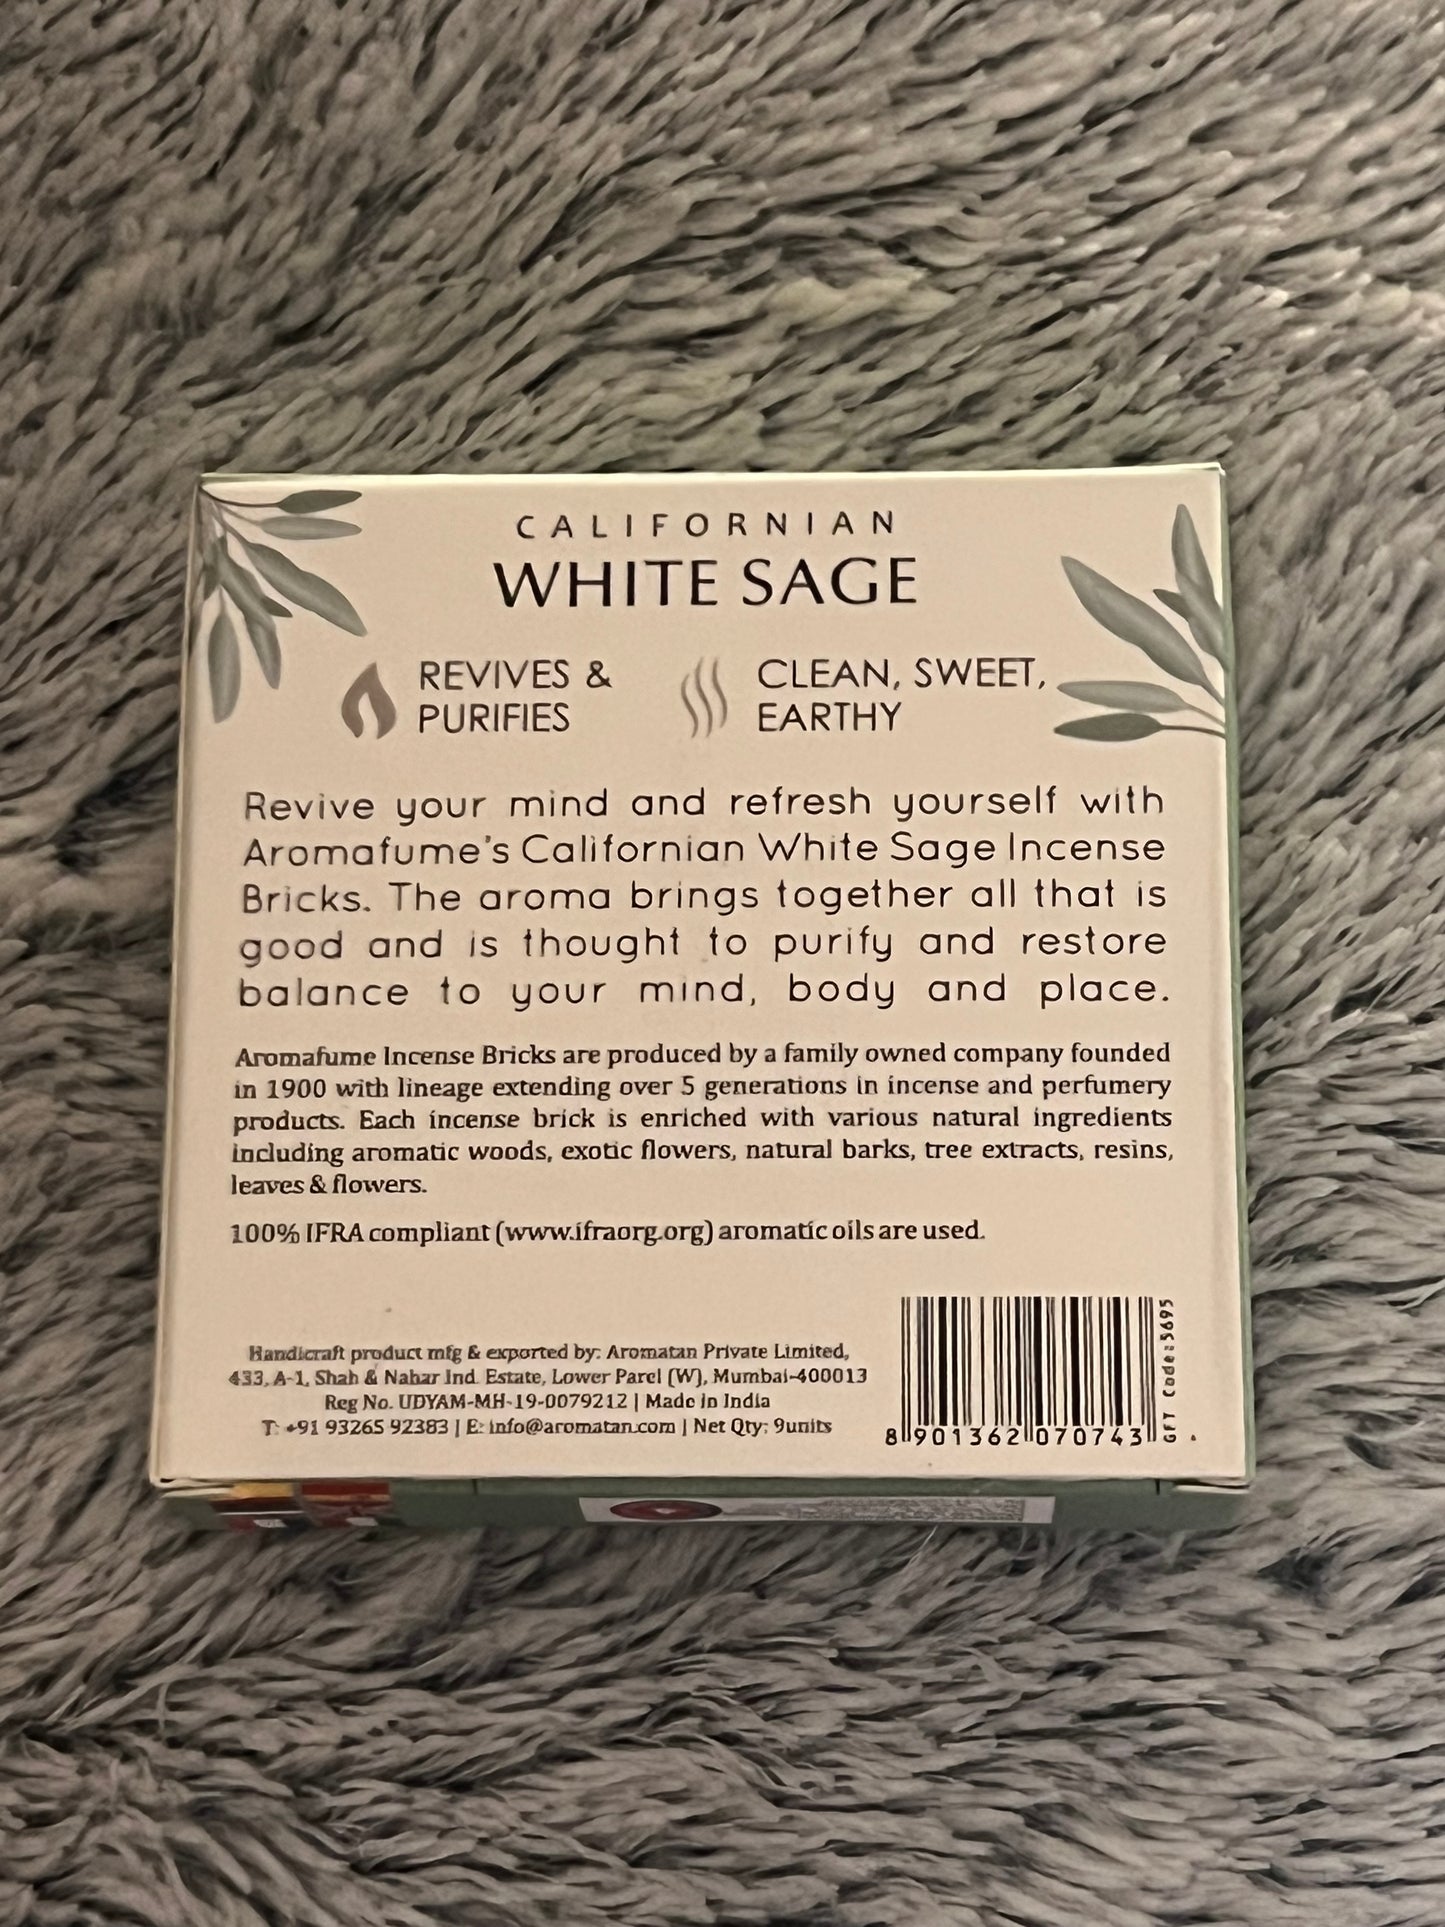 CALIFORNIAN
WHITE SAGE
REVIVES &
PURIFIES
CLEAN, SWEET,
EARTHY
Revive your mind and refresh yourself with
Aromafume's Californian White Sage Incense
Bricks. The aroma brings together all that is
good and is thought to purify and restore
balance to your mind, body and place.
Aromafume Incense Bricks are produced by a family owned company founded
in 1900 with lineage extending over 5 generations in incense and perfumery
products. Each incense brick is enriched with various natural ingredients
including aromatic woods, exotic flowers, natural barks, tree extracts, resins,
leaves & flowers.
100% IFRA compliant (www.ifraorg.org) aromatic oils are used.
Handicraft product mfg & exported by: Aromatan Private Limited,
433, A-1, Shah & Nahar Ind. Estate, Lower Parel (W), Mumbai-400013
Reg No. UDYAM-MH-19-0079212 | Made in India
T: +91 93265 92383 | E: info@aromatan.com | Net Qty: 9units
8 901362 070743
GFT Code:5695